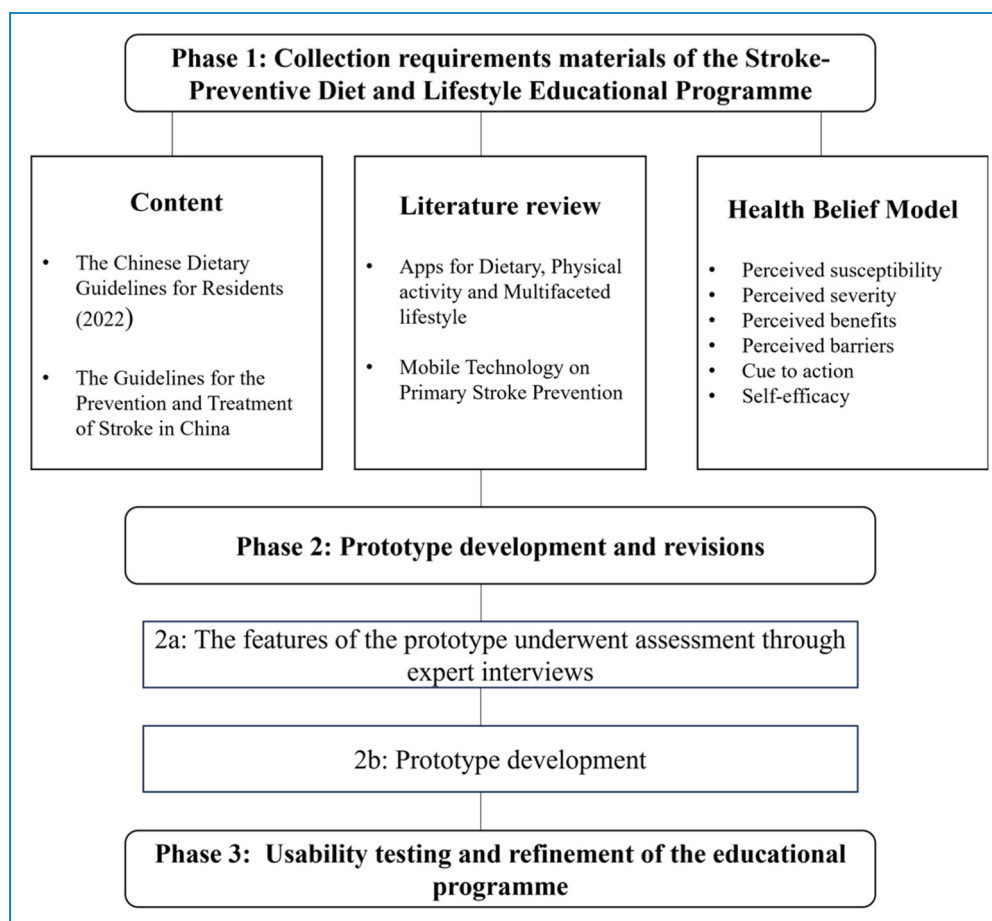 Phase 1: Collection requirements materials of the Stroke-
Preventive Diet and Lifestyle Educational Programme
Content
• The Chinese Dietary
Guidelines for Residents
(2022)
• The Guidelines for the
Prevention and Treatment
of Stroke in China
Literature review
• Apps for Dietary, Physical
activity and Multifaceted
lifestyle
• Mobile Technology on
Primary Stroke Prevention
Health Belief Model
• Perceived susceptibility
• Perceived severity
• Perceived benefits
• Perceived barriers
• Cue to action
• Self-efficacy
Phase 2: Prototype development and revisions
2a: The features of the prototype underwent assessment through
expert interviews
2b: Prototype development
Phase 3: Usability testing and refinement of the educational
programme